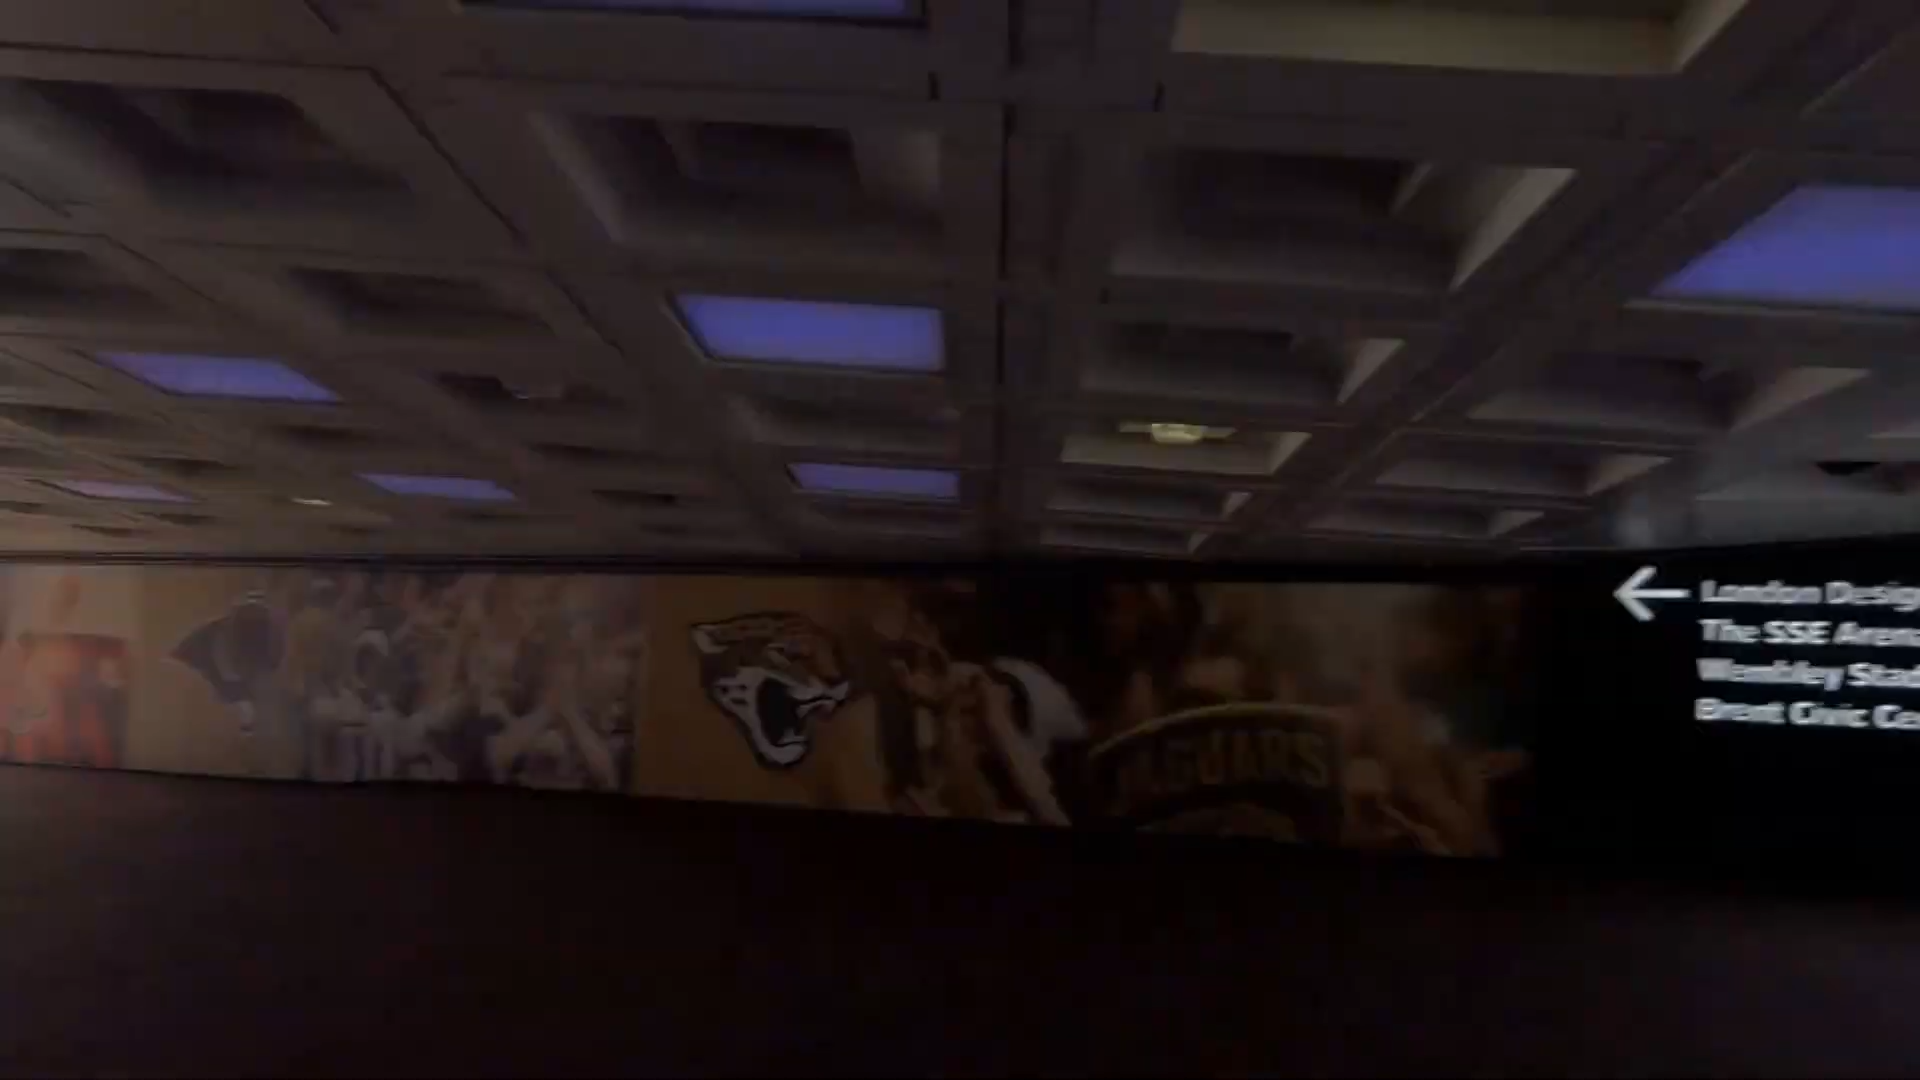 JAGUARS
London Desig
The SSE Arena
Wembley Stad
Brent Civic Ce